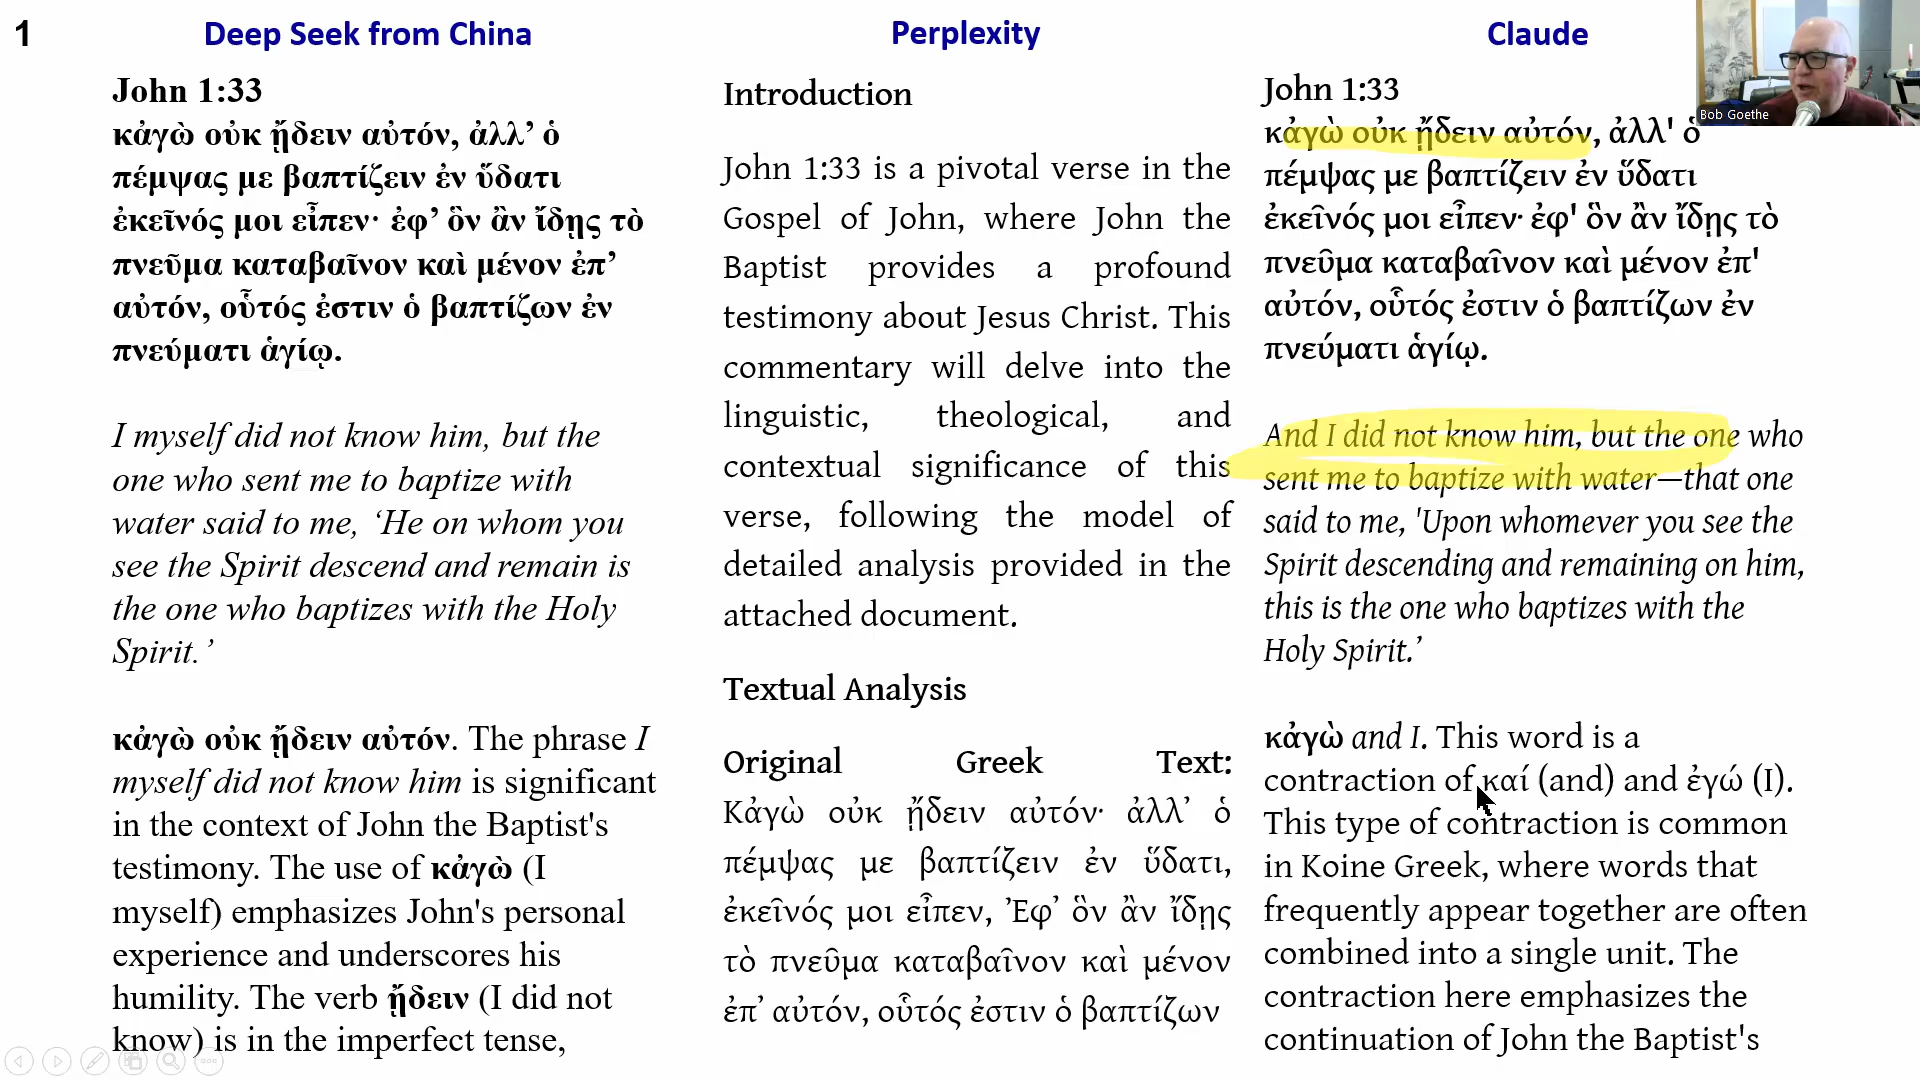 1
Deep Seek from China
John 1:33
κἀγὼ οὐκ ᾔδειν αὐτόν, ἀλλ’ ὁ
πέμψας με βαπτίζειν ἐν ὕδατι
ἐκεῖνός μοι εἶπεν· ἐφ’ ὃν ἂν ἴδῃς τὸ
πνεῦμα καταβαῖνον καὶ μένον ἐπ’
αὐτόν, οὗτός ἐστιν ὁ βαπτίζων ἐν
πνεύματι ἁγίῳ.
I myself did not know him, but the
one who sent me to baptize with
water said to me, ‘He on whom you
see the Spirit descend and remain is
the one who baptizes with the Holy
Spirit.’
κἀγὼ οὐκ ᾔδειν αὐτόν. The phrase I
myself did not know him is significant
in the context of John the Baptist's
testimony. The use of κἀγὼ (I
myself) emphasizes John's personal
experience and underscores his
humility. The verb ᾔδειν (I did not
know) is in the imperfect tense,
Perplexity
Introduction
John 1:33 is a pivotal verse in the
Gospel of John, where John the
Baptist provides a profound
testimony about Jesus Christ. This
commentary will delve into the
linguistic, theological, and
contextual significance of this
verse, following the model of
detailed analysis provided in the
attached document.
Textual Analysis
Original Greek Text:
Κἀγὼ οὐκ ᾔδειν αὐτόν· ἀλλ’ ὁ
πέμψας με βαπτίζειν ἐν ὕδατι,
ἐκεῖνός μοι εἶπεν, Ἐφ’ ὃν ἂν ἴδῃς
τὸ πνεῦμα καταβαῖνον καὶ μένον
ἐπ’ αὐτόν, οὗτός ἐστιν ὁ βαπτίζων
Claude
John 1:33
κἀγὼ οὐκ ᾔδειν αὐτόν, ἀλλ' ὁ
πέμψας με βαπτίζειν ἐν ὕδατι
ἐκεῖνός μοι εἶπεν· ἐφ' ὃν ἂν ἴδῃς τὸ
πνεῦμα καταβαῖνον καὶ μένον ἐπ'
αὐτόν, οὗτός ἐστιν ὁ βαπτίζων ἐν
πνεύματι ἁγίῳ.
And I did not know him, but the one who
sent me to baptize with water—that one
said to me, 'Upon whomever you see the
Spirit descending and remaining on him,
this is the one who baptizes with the
Holy Spirit.’
κἀγὼ and I. This word is a
contraction of καί (and) and ἐγώ (I).
This type of contraction is common
in Koine Greek, where words that
frequently appear together are often
combined into a single unit. The
contraction here emphasizes the
continuation of John the Baptist's
Bob Goethe